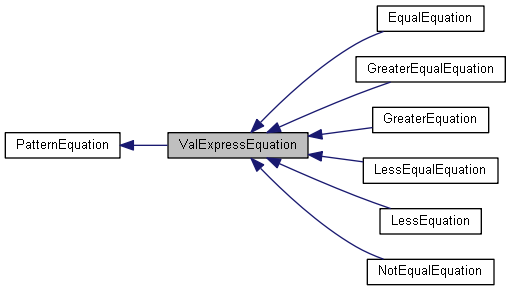 EqualEquation
GreaterEqualEquation
GreaterEquation
PatternEquation
ValExpressEquation
LessEqualEquation
LessEquation
NotEqualEquation